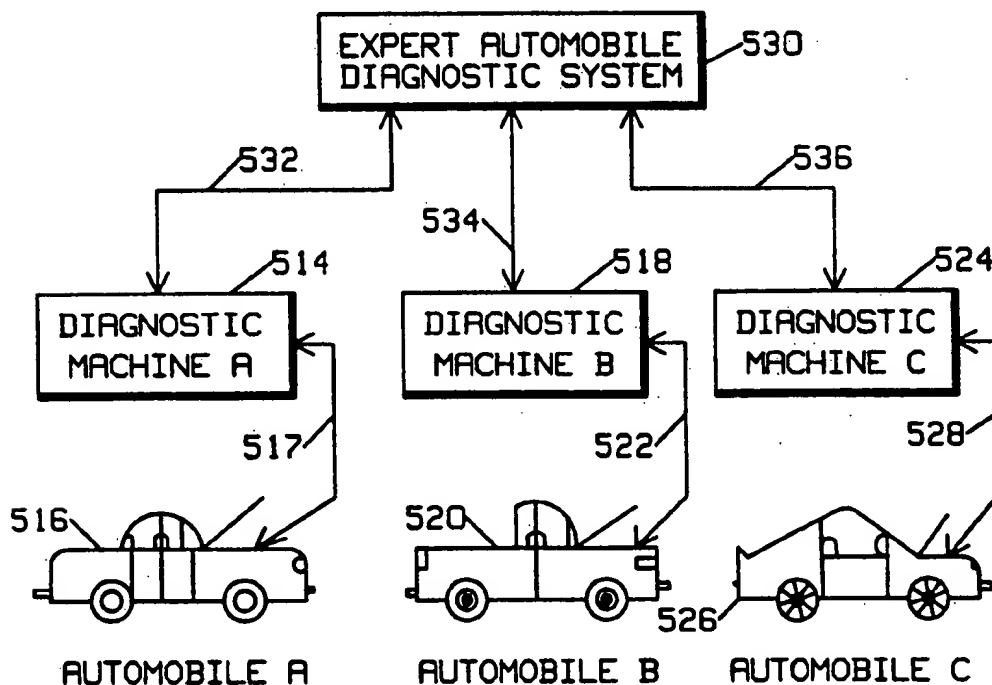 EXPERT AUTOMOBILE
DIAGNOSTIC SYSTEM
530
532
534
536
514
518
524
DIAGNOSTIC
MACHINE A
DIAGNOSTIC
MACHINE B
DIAGNOSTIC
MACHINE C
517
522
528
516
520
526
AUTOMOBILE A
AUTOMOBILE B
AUTOMOBILE C